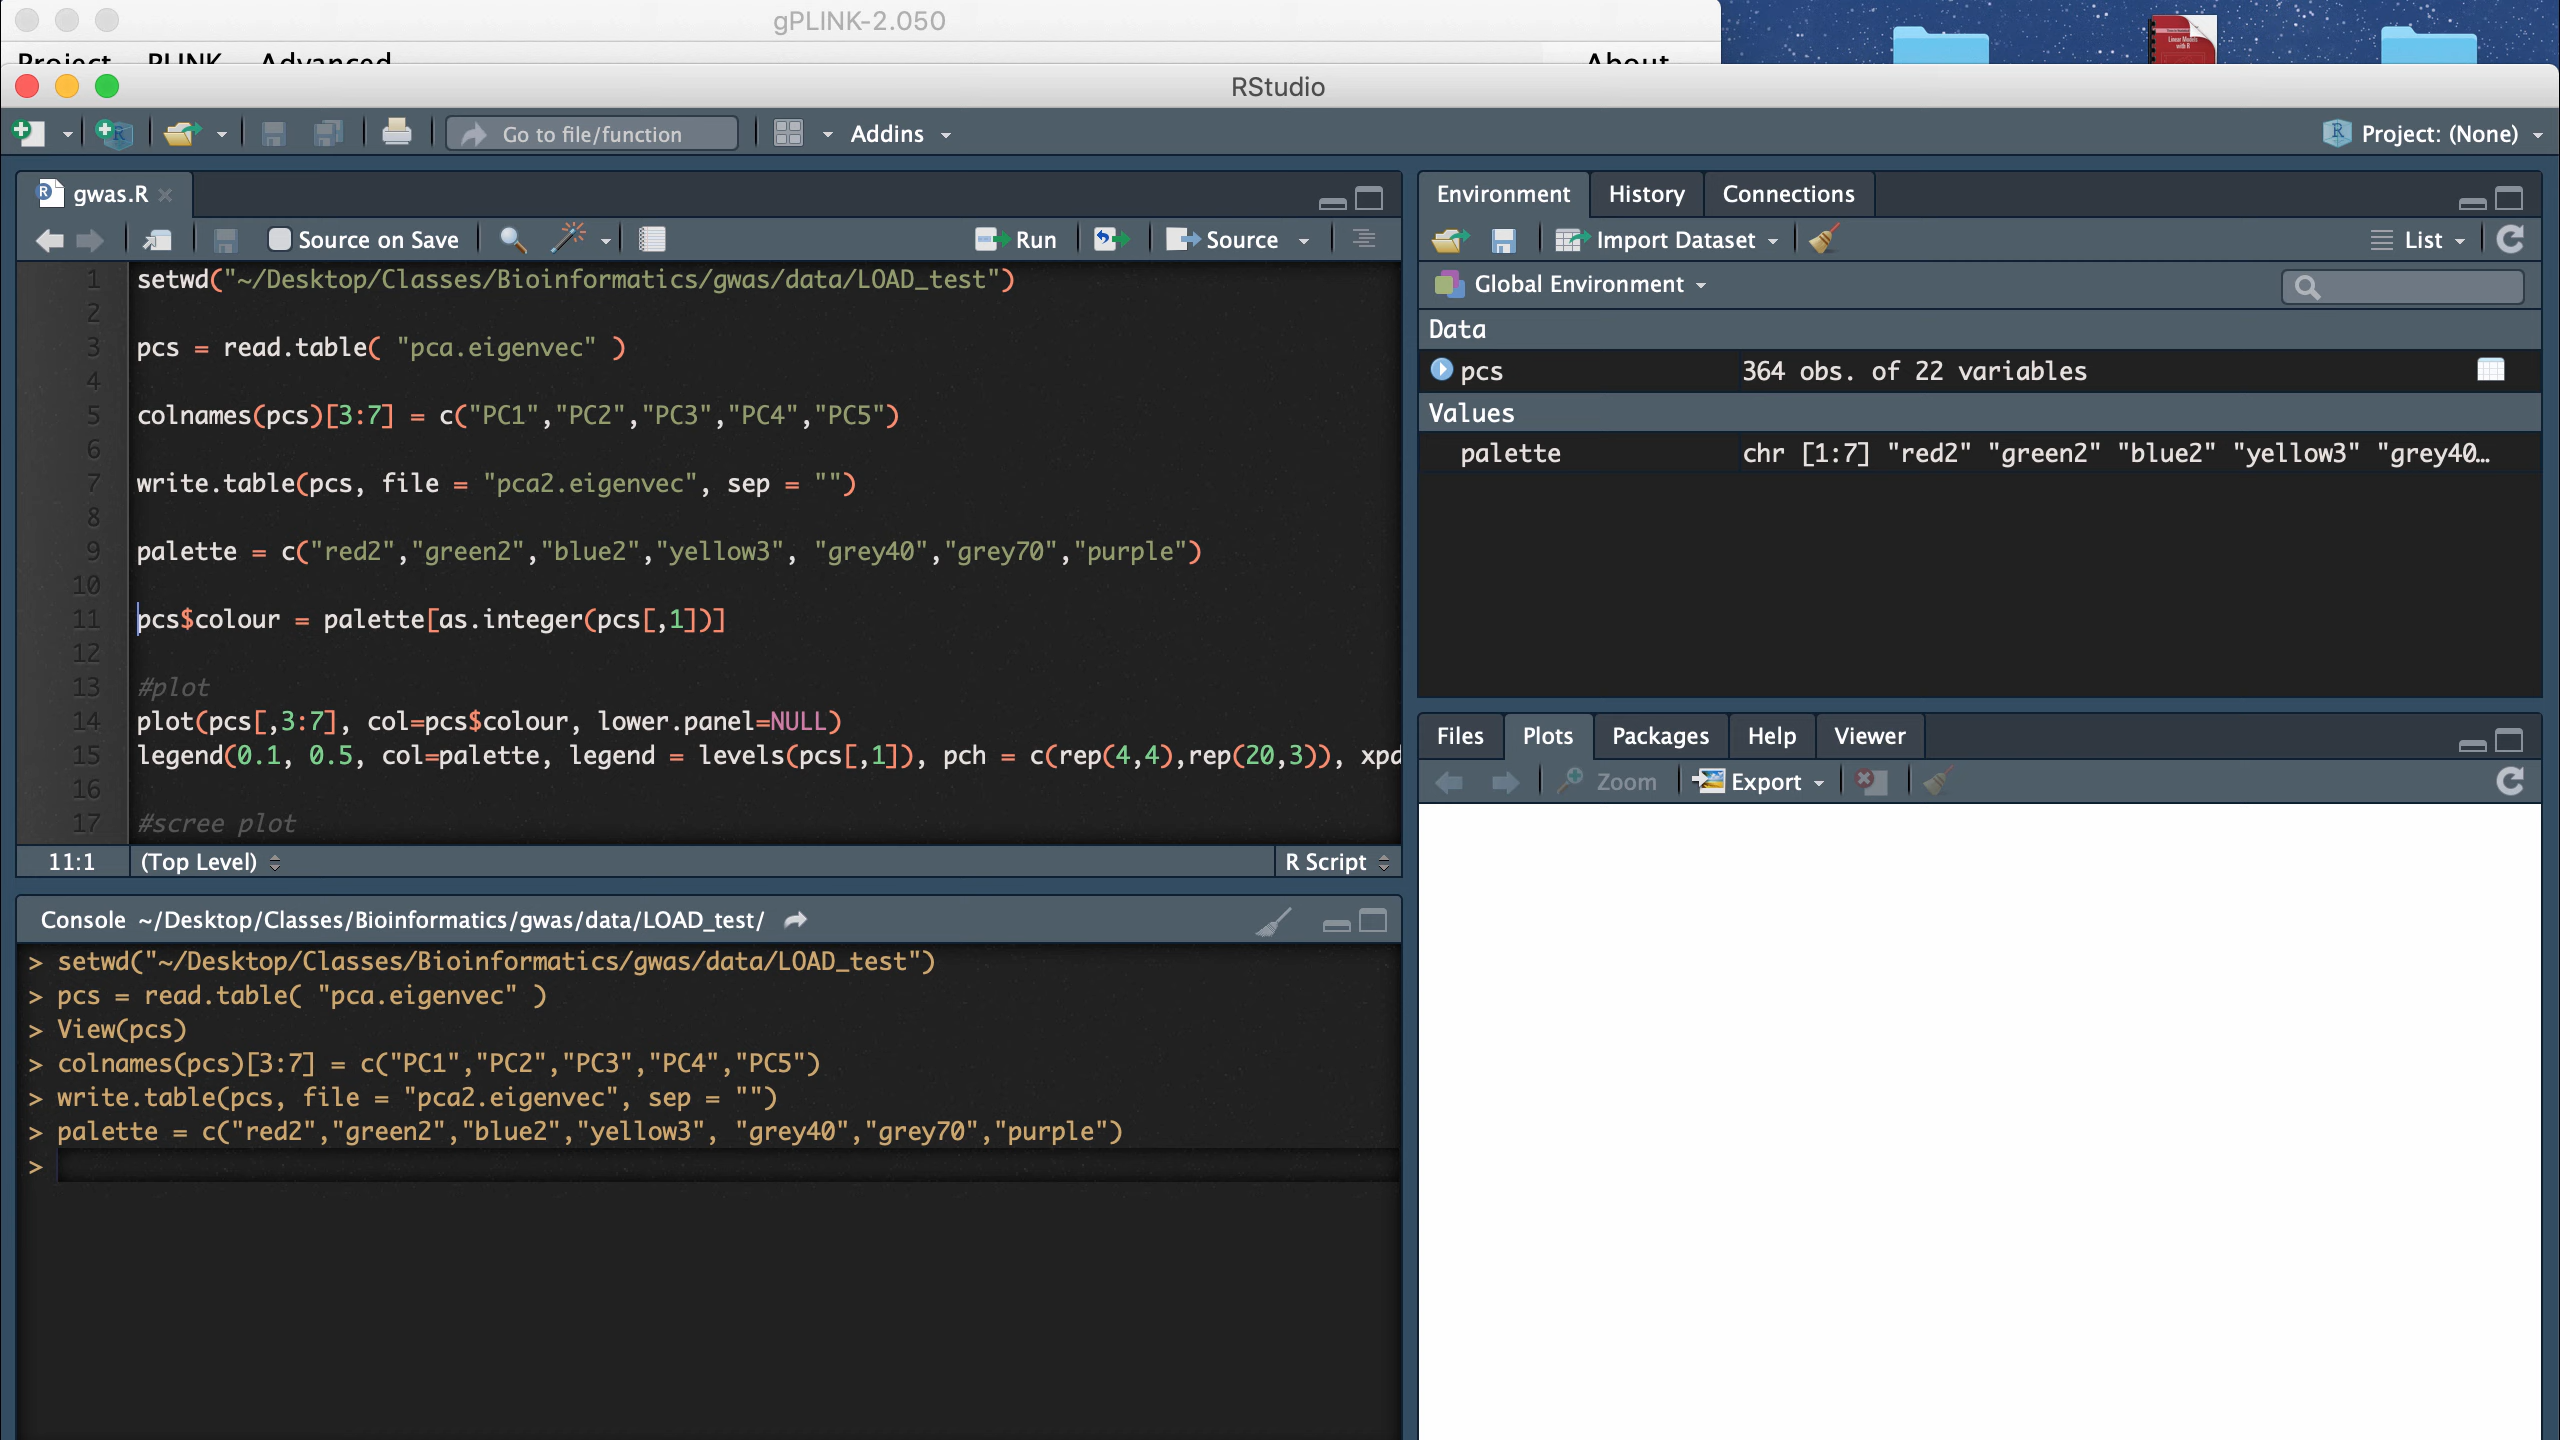 gPLINK-2.050
Project PLINK Advanced About
Linear Models with R
RStudio
Go to file/function Addins Project: (None)
gwas.R
Source on Save Run Source
1 setwd("~/Desktop/Classes/Bioinformatics/gwas/data/LOAD_test")
2
3 pcs = read.table( "pca.eigenvec" )
4
5 colnames(pcs)[3:7] = c("PC1","PC2","PC3","PC4","PC5")
6
7 write.table(pcs, file = "pca2.eigenvec", sep = "")
8
9 palette = c("red2","green2","blue2","yellow3", "grey40","grey70","purple")
10
11 pcs$colour = palette[as.integer(pcs[,1])]
12
13 #plot
14 plot(pcs[,3:7], col=pcs$colour, lower.panel=NULL)
15 legend(0.1, 0.5, col=palette, legend = levels(pcs[,1]), pch = c(rep(4,4),rep(20,3)), xpd
16
17 #scree plot
11:1 (Top Level) R Script
Console ~/Desktop/Classes/Bioinformatics/gwas/data/LOAD_test/
> setwd("~/Desktop/Classes/Bioinformatics/gwas/data/LOAD_test")
> pcs = read.table( "pca.eigenvec" )
> View(pcs)
> colnames(pcs)[3:7] = c("PC1","PC2","PC3","PC4","PC5")
> write.table(pcs, file = "pca2.eigenvec", sep = "")
> palette = c("red2","green2","blue2","yellow3", "grey40","grey70","purple")
>
Environment History Connections
Import Dataset List
Global Environment
Data
pcs 364 obs. of 22 variables
Values
palette chr [1:7] "red2" "green2" "blue2" "yellow3" "grey40…
Files Plots Packages Help Viewer
Zoom Export